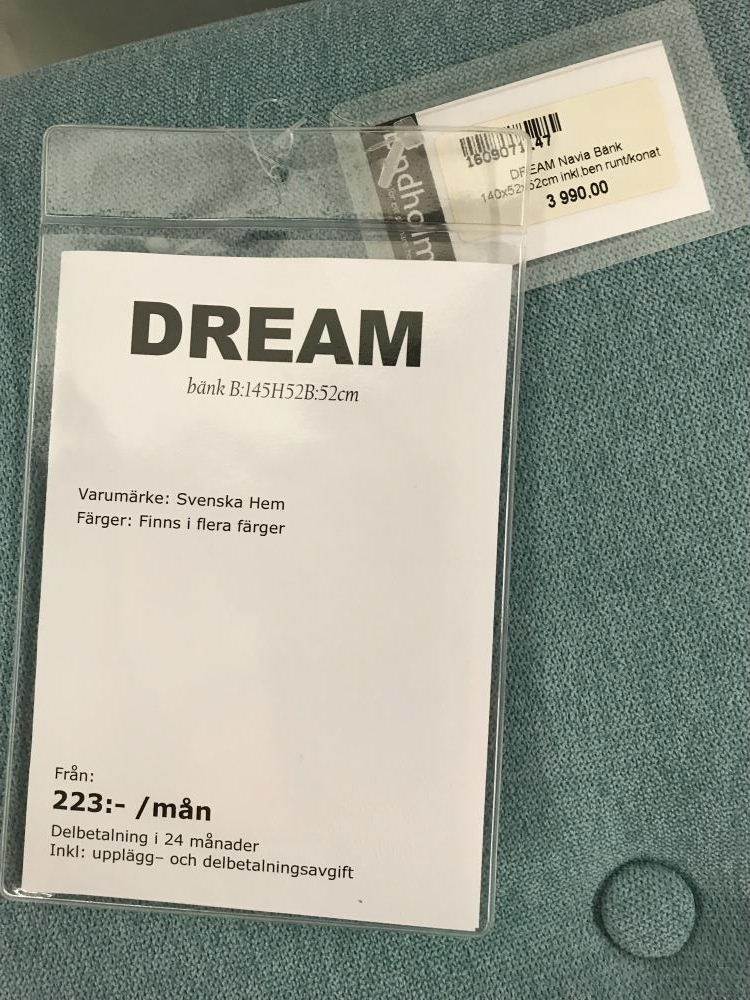 DREAM Navia Bänk
140x52x52cm inkl.ben runt/konat
3 990.00
DREAM
bänk B:145H52B:52cm
Varumärke: Svenska Hem
Färger: Finns i flera färger
Från:
223:- /mån
Delbetalning i 24 månader
Inkl: upplägg- och delbetalningsavgift